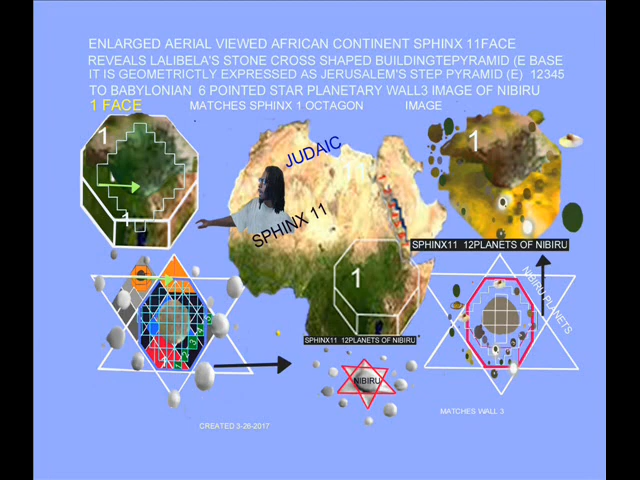 ENLARGED AERIAL VIEWED AFRICAN CONTINENT SPHINX 11FACE
REVEALS LALIBELA'S STONE CROSS SHAPED BUILDINGTEPYRAMID (E BASE
IT IS GEOMETRICTLY EXPRESSED AS JERUSALEM'S STEP PYRAMID (E) 12345
TO BABYLONIAN 6 POINTED STAR PLANETARY WALL3 IMAGE OF NIBIRU
1 FACE MATCHES SPHINX 1 OCTAGON IMAGE
1
1
1
JUDAIC
SPHINX 11
SPHINX11 12PLANETS OF NIBIRU
1
NIBIRU PLANETS
SPHINX11 12PLANETS OF NIBIRU
NIBIRU
MATCHES WALL 3
CREATED 3-26-2017